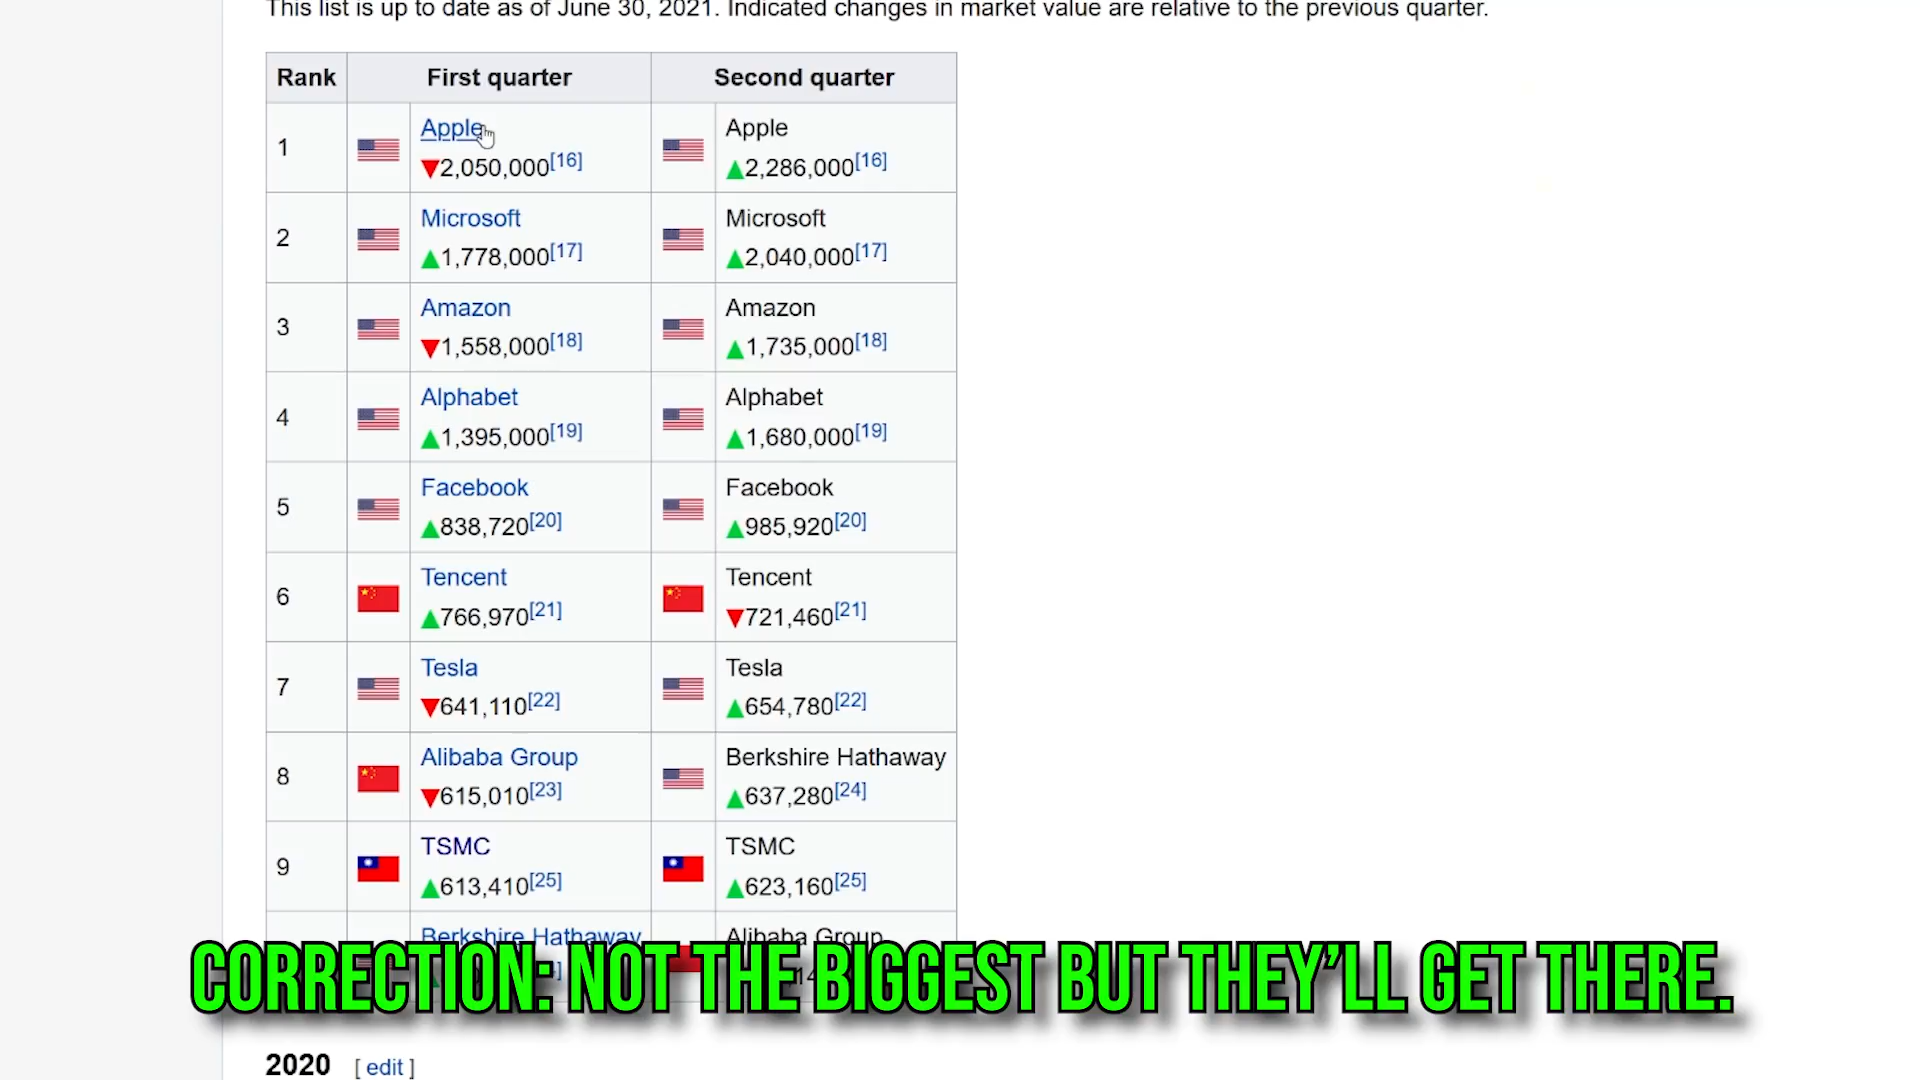 This list is up to date as of June 30, 2021. Indicated changes in market value are relative to the previous quarter.
Rank First quarter Second quarter
1 Apple Apple
▼2,050,000[16] ▲2,286,000[16]
2 Microsoft Microsoft
▲1,778,000[17] ▲2,040,000[17]
3 Amazon Amazon
▼1,558,000[18] ▲1,735,000[18]
4 Alphabet Alphabet
▲1,395,000[19] ▲1,680,000[19]
5 Facebook Facebook
▲838,720[20] ▲985,920[20]
6 Tencent Tencent
▲766,970[21] ▼721,460[21]
7 Tesla Tesla
▼641,110[22] ▲654,780[22]
8 Alibaba Group Berkshire Hathaway
▼615,010[23] ▲637,280[24]
9 TSMC TSMC
▲613,410[25] ▲623,160[25]
Berkshire Hathaway Alibaba Group
CORRECTION: NOT THE BIGGEST BUT THEY'LL GET THERE.
2020 [ edit ]